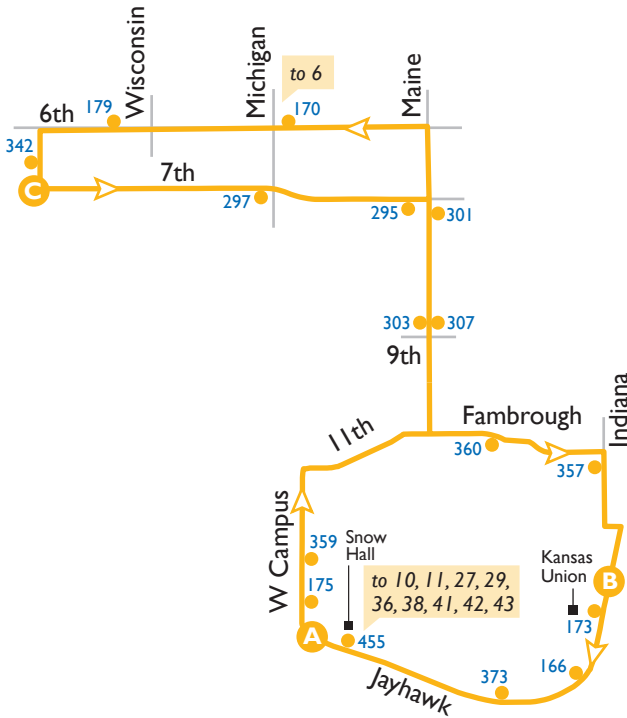 Wisconsin
Michigan
to 6
Maine
6th
179
170
342
C
7th
297
295
301
303
307
9th
Indiana
Fambrough
11th
360
357
W Campus
359
Snow
Hall
175
to 10, 11, 27, 29,
36, 38, 41, 42, 43
Kansas
Union
B
173
A
455
Jayhawk
373
166